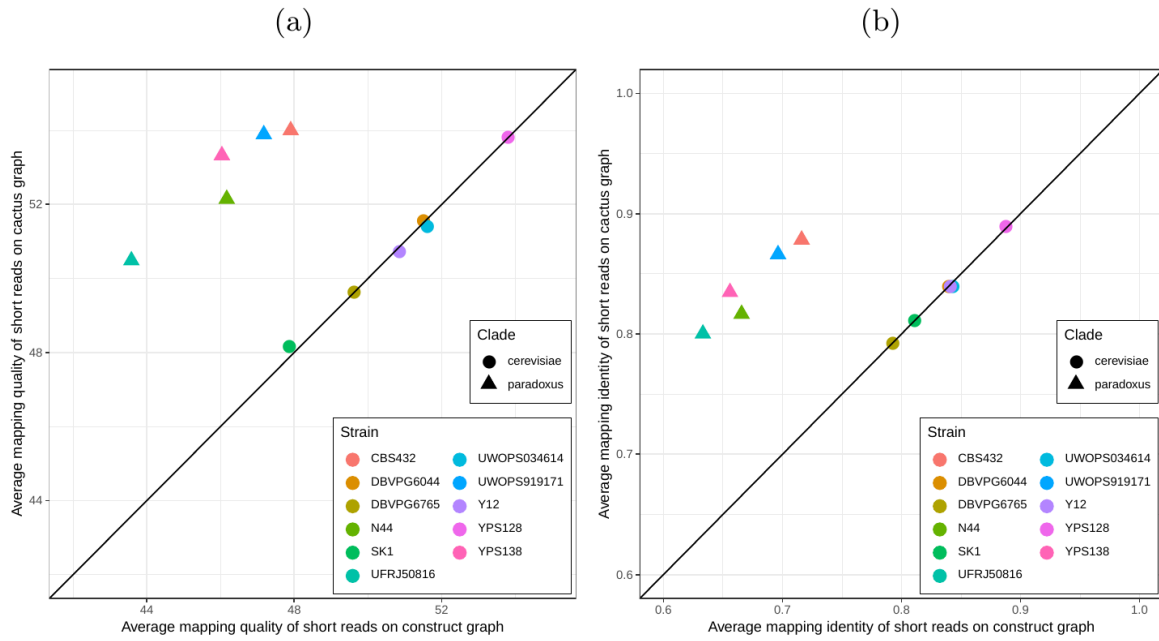 (a)
(b)
Average mapping quality of short reads on cactus graph
52
48
44
44
48
52
Average mapping quality of short reads on construct graph
Clade
cerevisiae
paradoxus
Strain
CBS432
DBVPG6044
DBVPG6765
N44
SK1
UFRJ50816
UWOPS034614
UWOPS919171
Y12
YPS128
YPS138
Average mapping identity of short reads on cactus graph
1.0
0.9
0.8
0.7
0.6
0.6
0.7
0.8
0.9
1.0
Average mapping identity of short reads on construct graph
Clade
cerevisiae
paradoxus
Strain
CBS432
DBVPG6044
DBVPG6765
N44
SK1
UFRJ50816
UWOPS034614
UWOPS919171
Y12
YPS128
YPS138